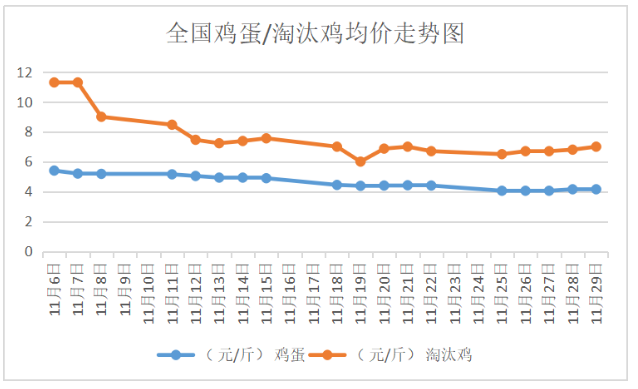 全国鸡蛋/淘汰鸡均价走势图
12
10
8
6
4
2
0
11月6日
11月7日
11月8日
11月9日
11月10日
11月11日
11月12日
11月13日
11月14日
11月15日
11月16日
11月17日
11月18日
11月19日
11月20日
11月21日
11月22日
11月23日
11月24日
11月25日
11月26日
11月27日
11月28日
11月29日
（元/斤）鸡蛋 （元/斤）淘汰鸡